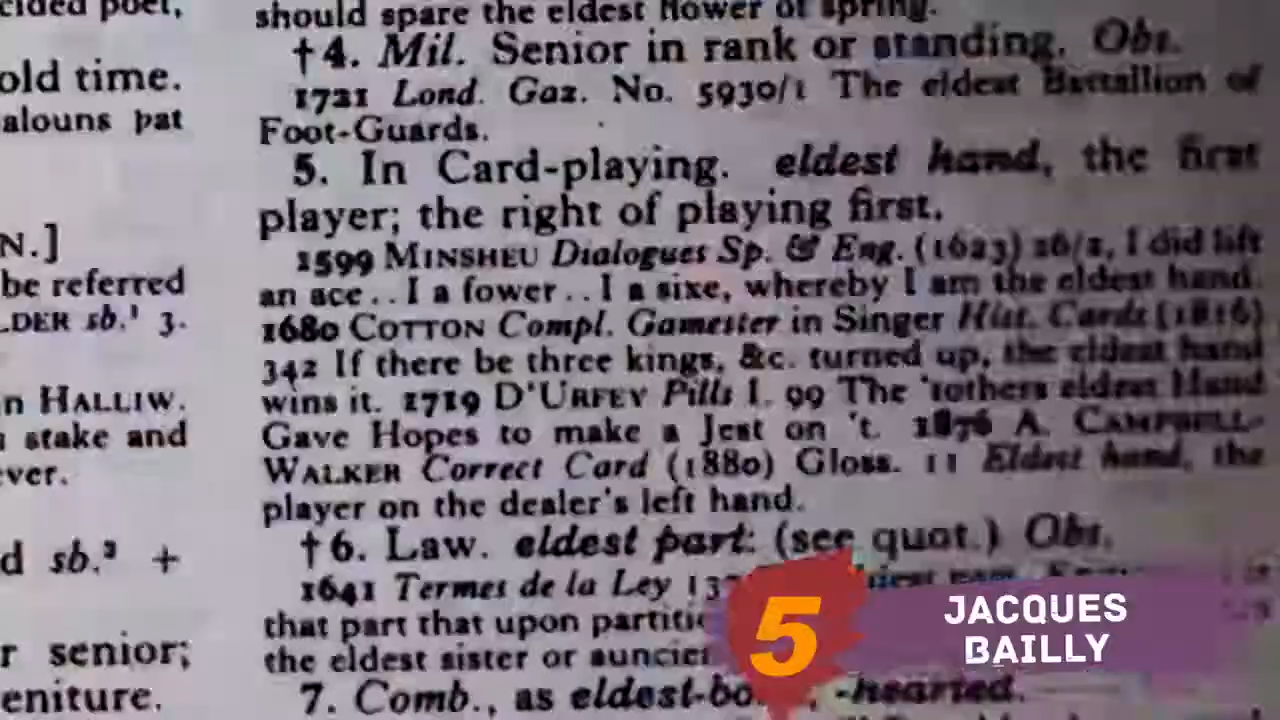 cided poet,
old time.
alouns þat
N.]
be referred
LDER sb.¹ 3.
n HALLIW.
stake and
ever.
d sb.² +
r senior;
eniture.
should spare the eldest flower of spring.
†4. Mil. Senior in rank or standing. Obs.
1721 Lond. Gaz. No. 5930/1 The eldest Battallion of
Foot-Guards.
5. In Card-playing. eldest hand, the first
player; the right of playing first.
1599 MINSHEU Dialogues Sp. & Eng. (1623) 26/2, I did lift
an ace..I a fower..I a sixe, whereby I am the eldest hand.
1680 COTTON Compl. Gamester in Singer Hist. Cards (1816)
342 If there be three kings, &c. turned up, the eldest hand
wins it. 1719 D'URFEY Pills I. 99 The 'tothers eldest Hand
Gave Hopes to make a Jest on 't. 1876 A. CAMPBELL-
WALKER Correct Card (1880) Gloss. 11 Eldest hand, the
player on the dealer's left hand.
†6. Law. eldest part: (see quot.) Obs.
1641 Termes de la Ley
that part that upon
the eldest sister or
7. Comb., as -hearted.
5
JACQUES
BAILLY